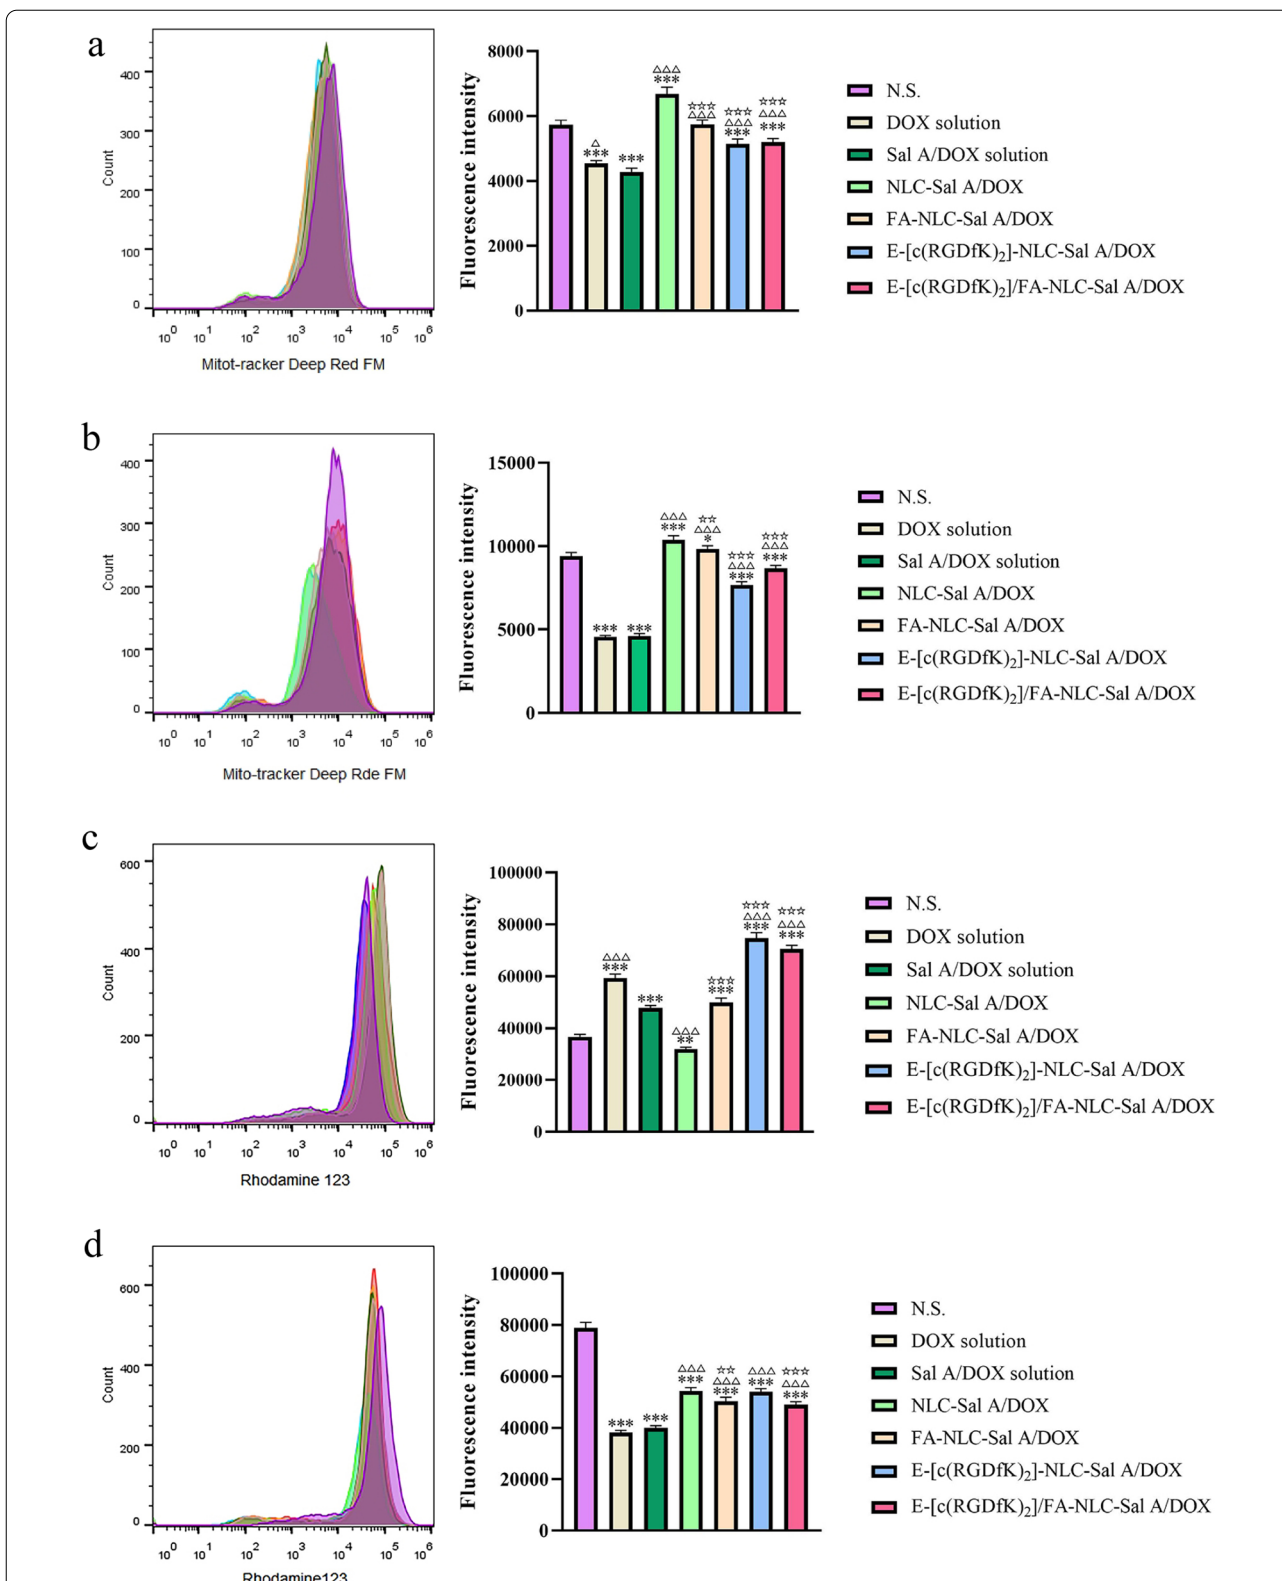 a
400
300
200
100
0
Count
10^0 10^1 10^2 10^3 10^4 10^5 10^6
Mitot-racker Deep Red FM
Fluorescence intensity
8000
6000
4000
2000
0
△
***
***
△△△
***
☆☆☆
△△△
☆☆☆
△△△
***
☆☆☆
△△△
***
N.S.
DOX solution
Sal A/DOX solution
NLC-Sal A/DOX
FA-NLC-Sal A/DOX
E-[c(RGDfK)2]-NLC-Sal A/DOX
E-[c(RGDfK)2]/FA-NLC-Sal A/DOX
b
400
300
200
100
0
Count
10^0 10^1 10^2 10^3 10^4 10^5 10^6
Mito-tracker Deep Rde FM
Fluorescence intensity
15000
10000
5000
0
***
***
△△△
***
☆☆
△△△
*
☆☆☆
△△△
***
☆☆☆
△△△
***
N.S.
DOX solution
Sal A/DOX solution
NLC-Sal A/DOX
FA-NLC-Sal A/DOX
E-[c(RGDfK)2]-NLC-Sal A/DOX
E-[c(RGDfK)2]/FA-NLC-Sal A/DOX
c
600
400
200
0
Count
10^0 10^1 10^2 10^3 10^4 10^5 10^6
Rhodamine 123
Fluorescence intensity
100000
80000
60000
40000
20000
0
△△△
***
***
△△△
**
☆☆☆
***
☆☆☆
△△△
***
☆☆☆
△△△
***
N.S.
DOX solution
Sal A/DOX solution
NLC-Sal A/DOX
FA-NLC-Sal A/DOX
E-[c(RGDfK)2]-NLC-Sal A/DOX
E-[c(RGDfK)2]/FA-NLC-Sal A/DOX
d
600
400
200
0
Count
10^0 10^1 10^2 10^3 10^4 10^5 10^6
Rhodamine123
Fluorescence intensity
100000
80000
60000
40000
20000
0
***
***
△△△
***
☆☆
△△△
***
△△△
***
☆☆☆
△△△
***
N.S.
DOX solution
Sal A/DOX solution
NLC-Sal A/DOX
FA-NLC-Sal A/DOX
E-[c(RGDfK)2]-NLC-Sal A/DOX
E-[c(RGDfK)2]/FA-NLC-Sal A/DOX